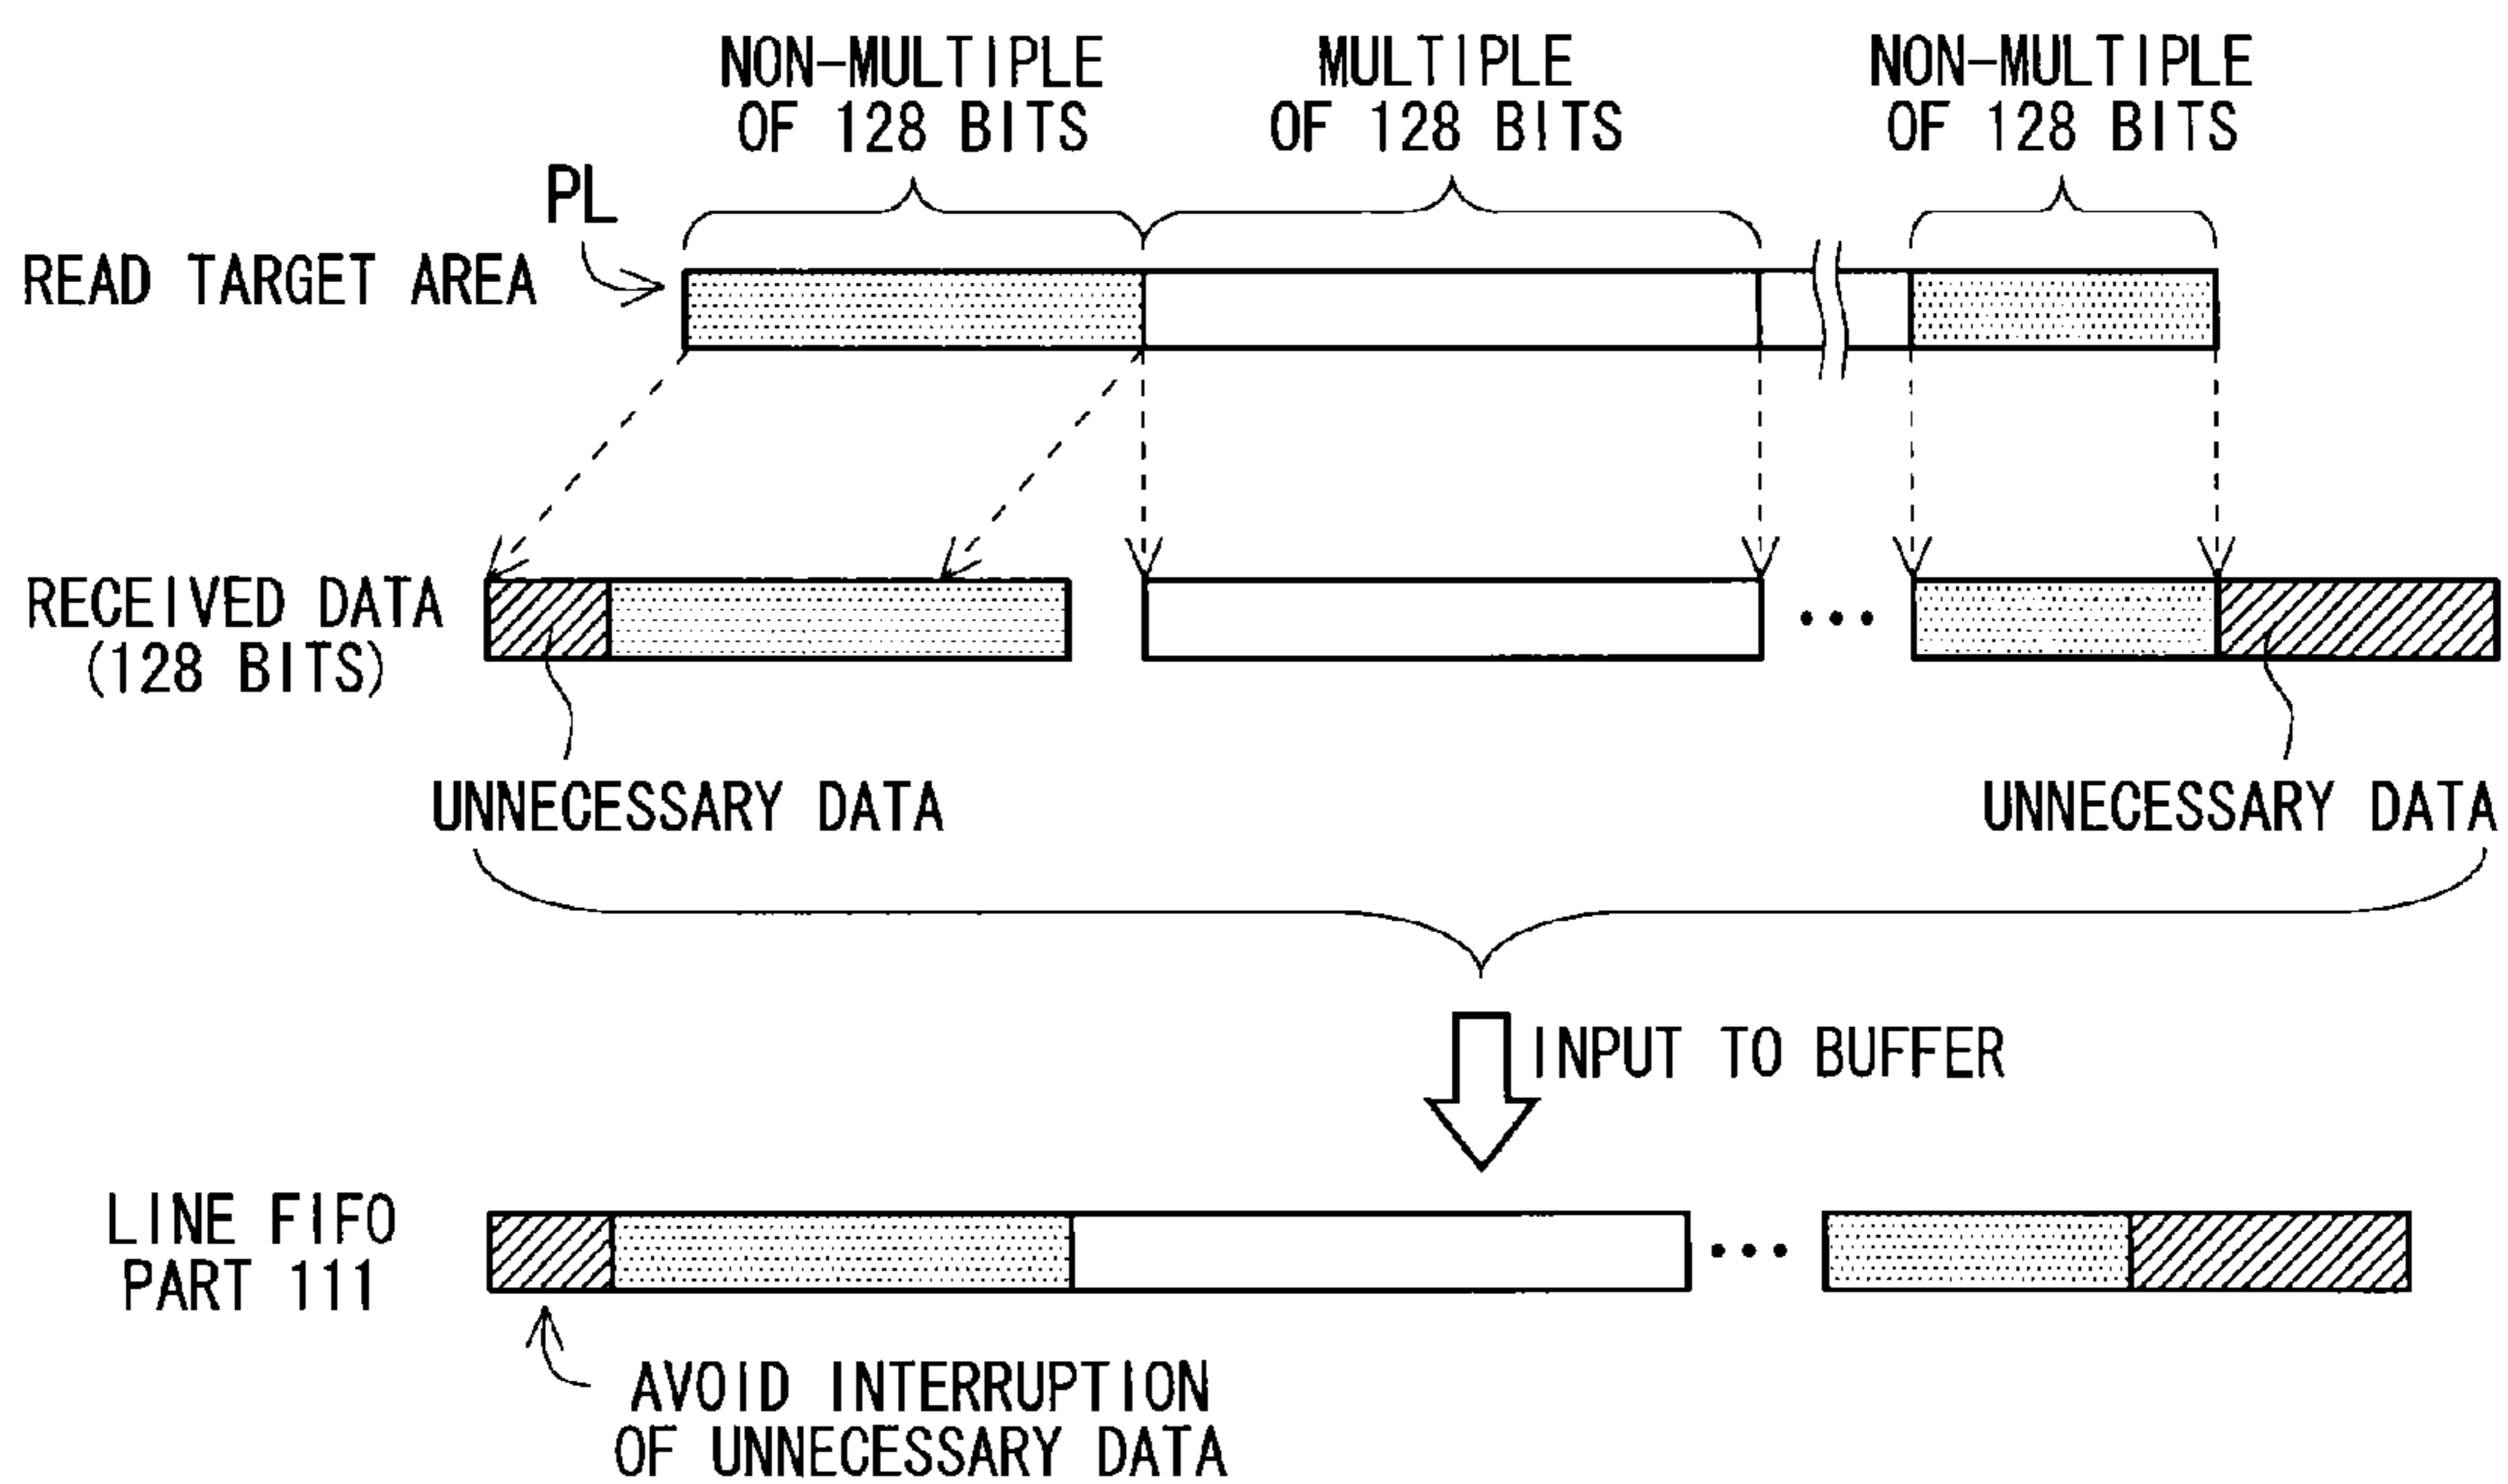 NON-MULTIPLE
OF 128 BITS
MULTIPLE
OF 128 BITS
NON-MULTIPLE
OF 128 BITS
PL
READ TARGET AREA
RECEIVED DATA
(128 BITS)
UNNECESSARY DATA
UNNECESSARY DATA
INPUT TO BUFFER
LINE FIFO
PART 111
AVOID INTERRUPTION
OF UNNECESSARY DATA